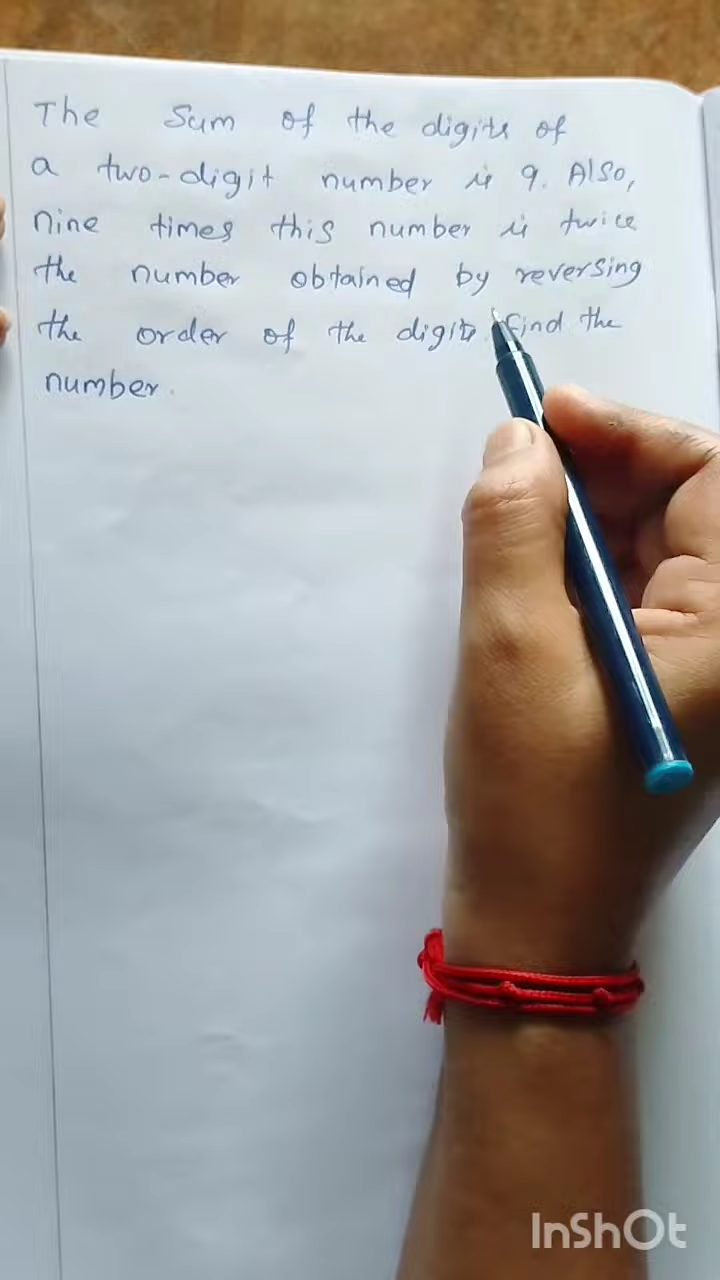 The Sum of the digits of
a two-digit number is 9. Also,
nine times this number is twice
the number obtained by reversing
the order of the digits. Find the
number.
InShOt